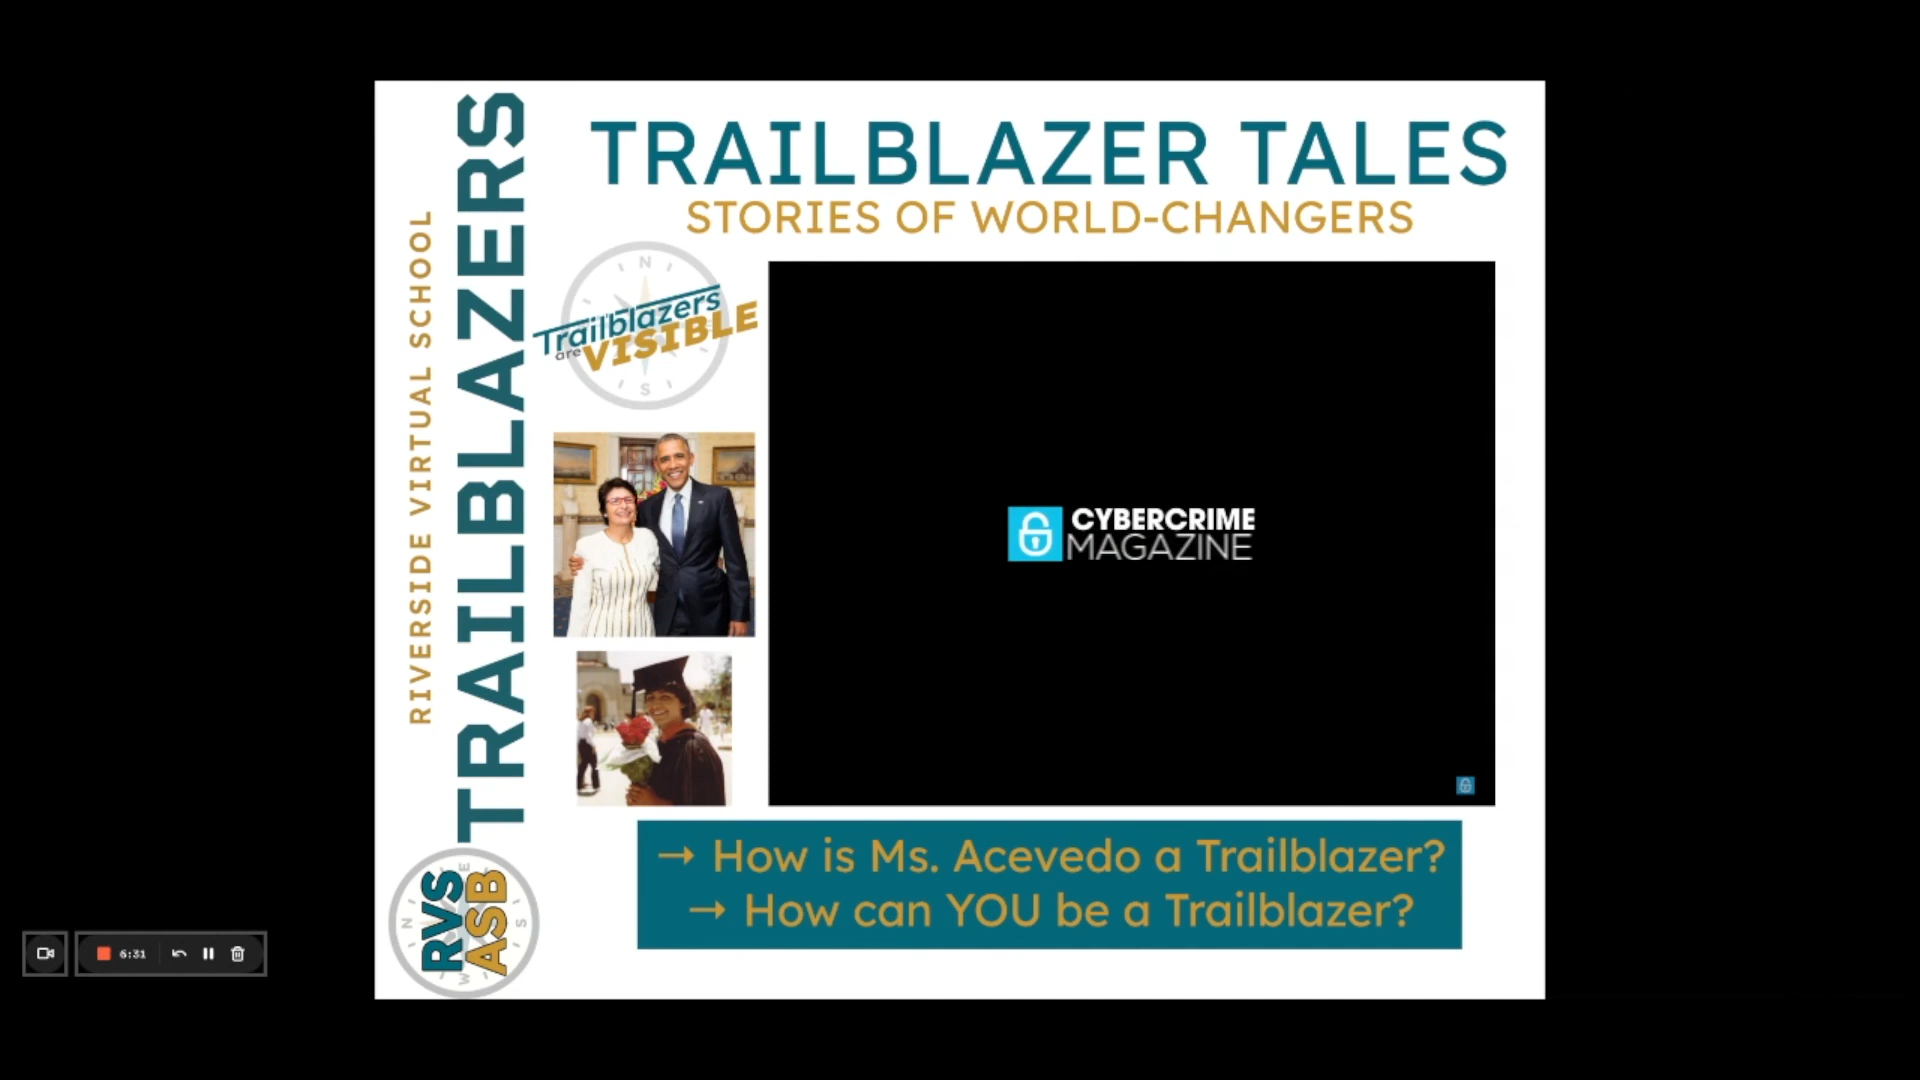 TRAILBLAZER TALES
STORIES OF WORLD-CHANGERS
RIVERSIDE VIRTUAL SCHOOL
TRAILBLAZERS
N
Trailblazers
are VISIBLE
S
CYBERCRIME
MAGAZINE
→ How is Ms. Acevedo a Trailblazer?
→ How can YOU be a Trailblazer?
N
E
S
W
RVS
ASB
6:31